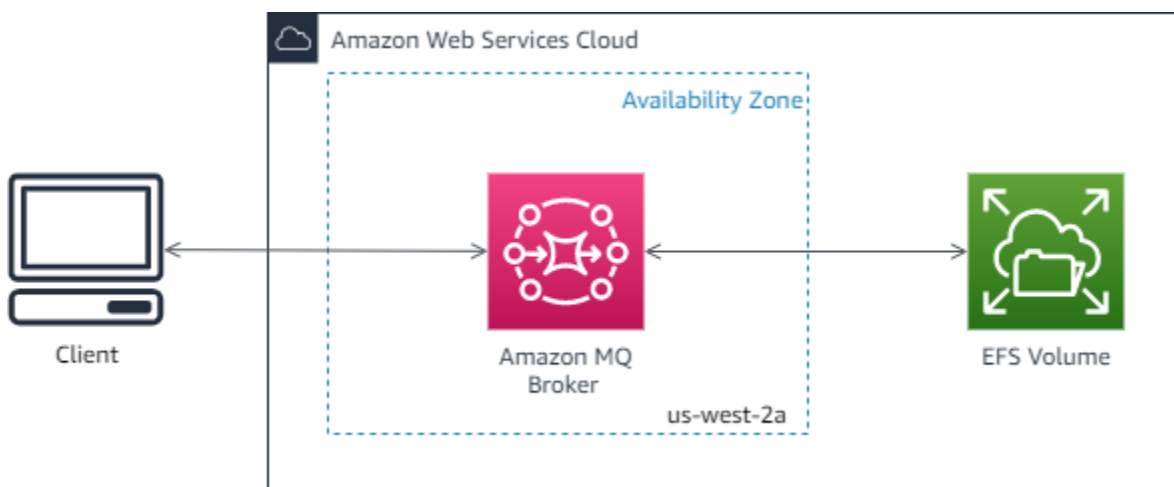 Amazon Web Services Cloud
Availability Zone
Client
Amazon MQ
Broker
EFS Volume
us-west-2a